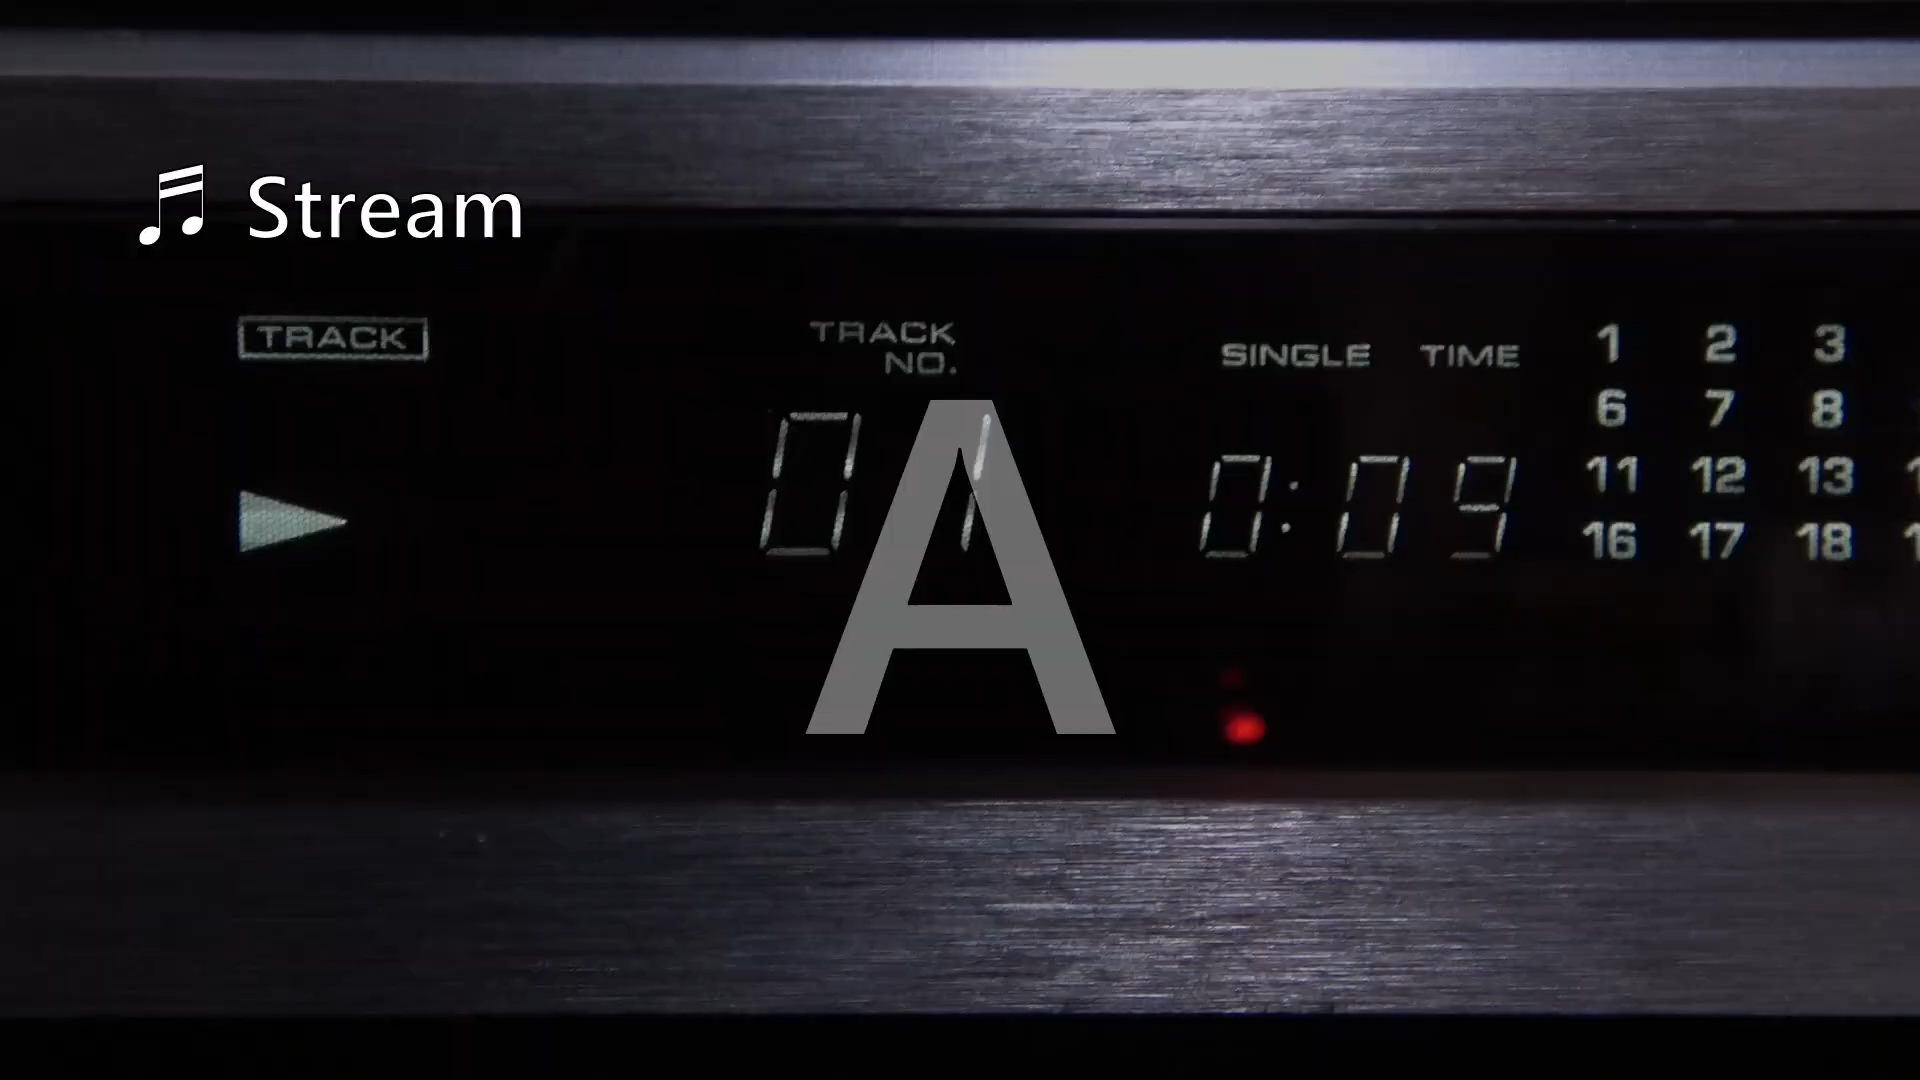 ♫ Stream
TRACK
TRACK
NO.
01
A
SINGLE TIME
0:09
1 2 3
6 7 8
11 12 13
16 17 18